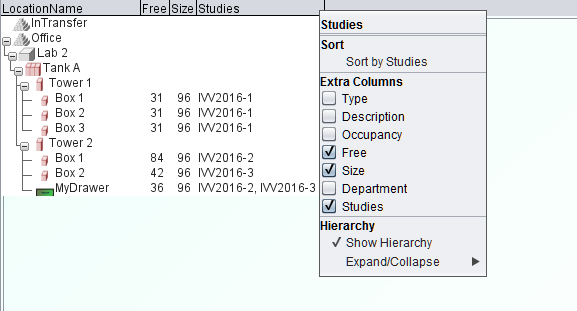 LocationName Free Size Studies
InTransfer
Office
Lab 2
Tank A
Tower 1
Box 1 31 96 IVV2016-1
Box 2 31 96 IVV2016-1
Box 3 31 96 IVV2016-1
Tower 2
Box 1 84 96 IVV2016-2
Box 2 42 96 IVV2016-3
MyDrawer 36 96 IVV2016-2, IVV2016-3
Studies
Sort
Sort by Studies
Extra Columns
Type
Description
Occupancy
Free
Size
Department
Studies
Hierarchy
Show Hierarchy
Expand/Collapse